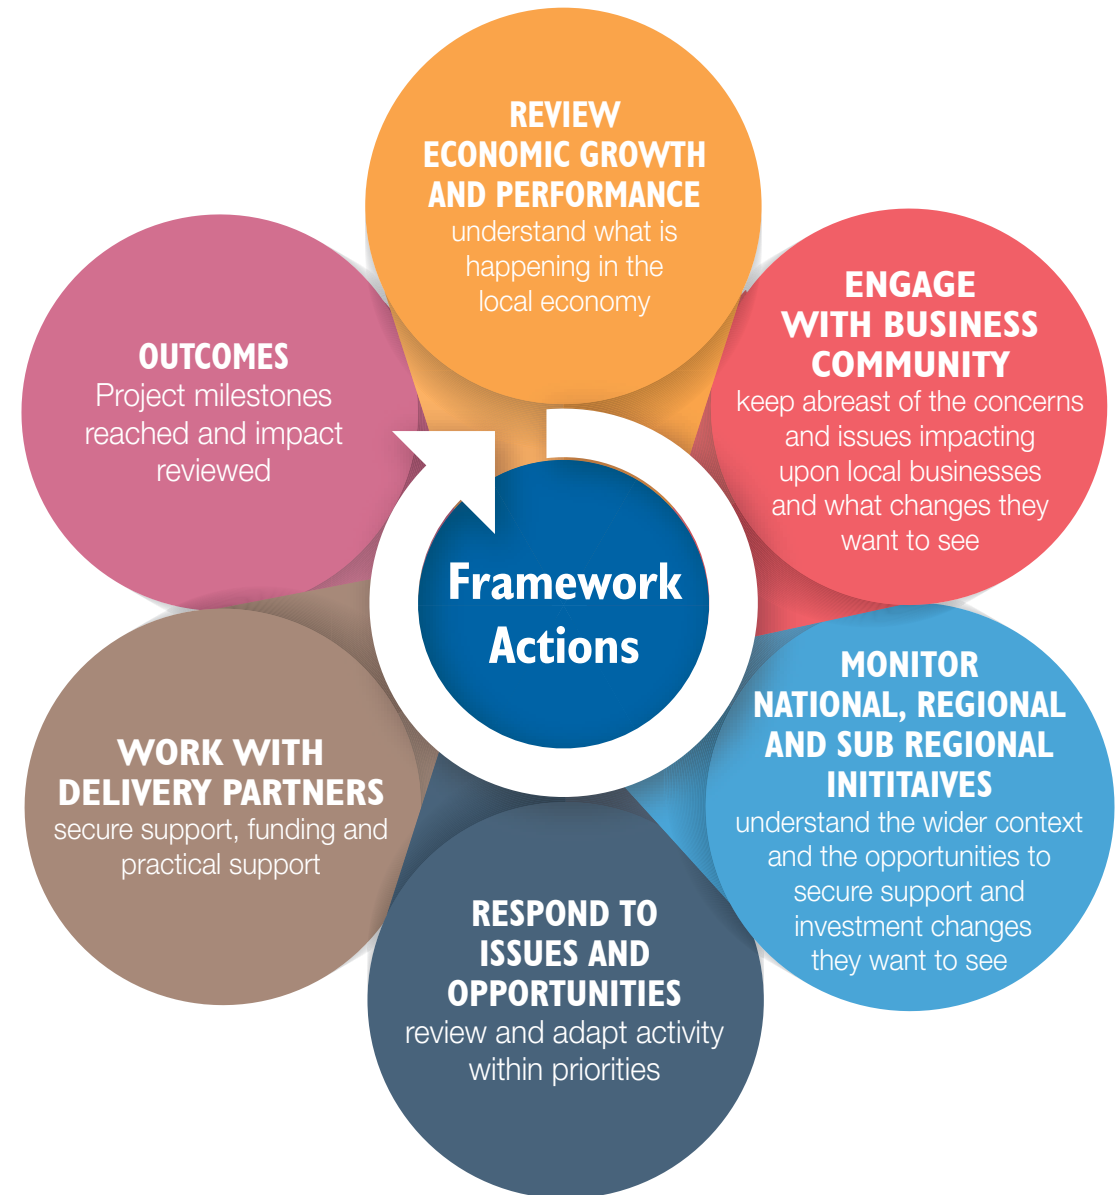 REVIEW
ECONOMIC GROWTH
AND PERFORMANCE
understand what is
happening in the
local economy
ENGAGE
WITH BUSINESS
COMMUNITY
keep abreast of the concerns
and issues impacting
upon local businesses
and what changes they
want to see
MONITOR
NATIONAL, REGIONAL
AND SUB REGIONAL
INITITAIVES
understand the wider context
and the opportunities to
secure support and
investment changes
they want to see
RESPOND TO
ISSUES AND
OPPORTUNITIES
review and adapt activity
within priorities
WORK WITH
DELIVERY PARTNERS
secure support, funding and
practical support
OUTCOMES
Project milestones
reached and impact
reviewed
Framework
Actions